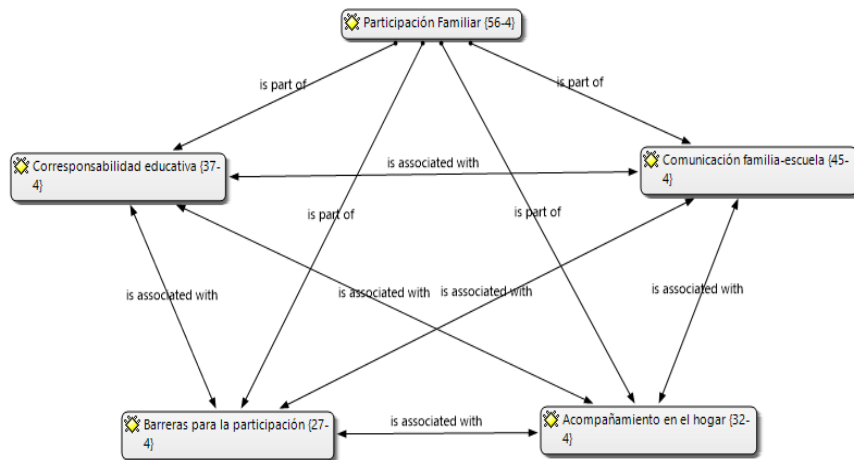 Participación Familiar {56-4}
is part of
is part of
Corresponsabilidad educativa {37-
4}
is associated with
Comunicación familia-escuela {45-
4}
is part of
is part of
is associated with
is associated with
is associated with
is associated with
Barreras para la participación {27-
4}
is associated with
Acompañamiento en el hogar {32-
4}